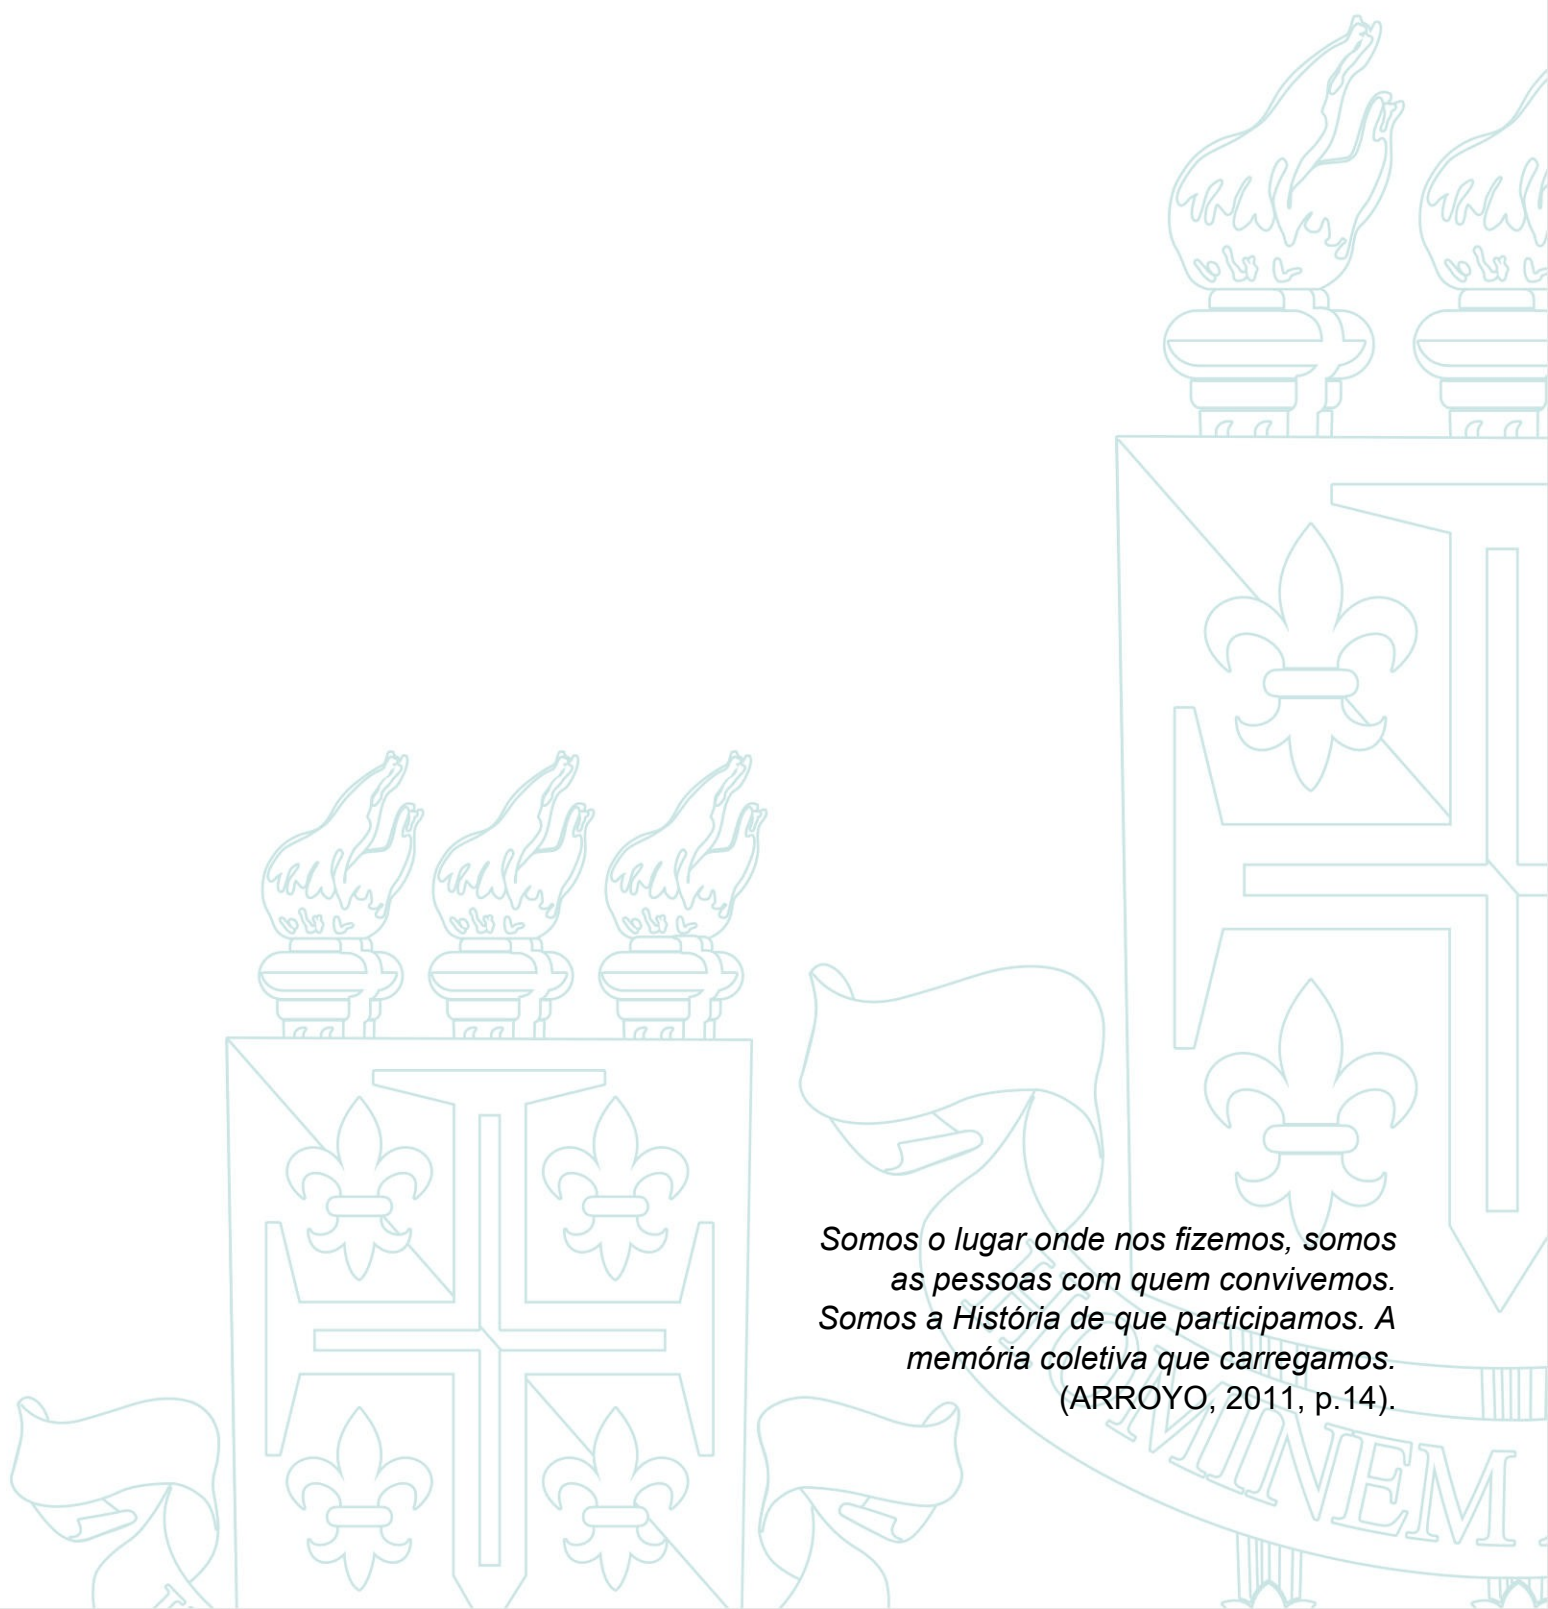 Somos o lugar onde nos fizemos, somos
as pessoas com quem convivemos.
Somos a História de que participamos. A
memória coletiva que carregamos.
(ARROYO, 2011, p.14).
HOMINEM